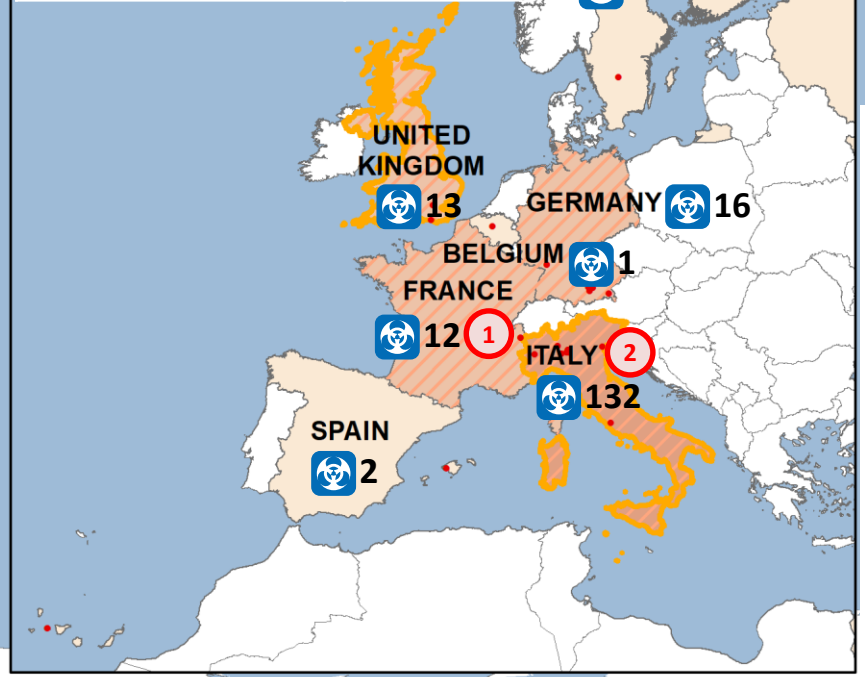 UNITED
KINGDOM
13
GERMANY 16
BELGIUM 1
FRANCE
12 1
ITALY 2
132
SPAIN
2